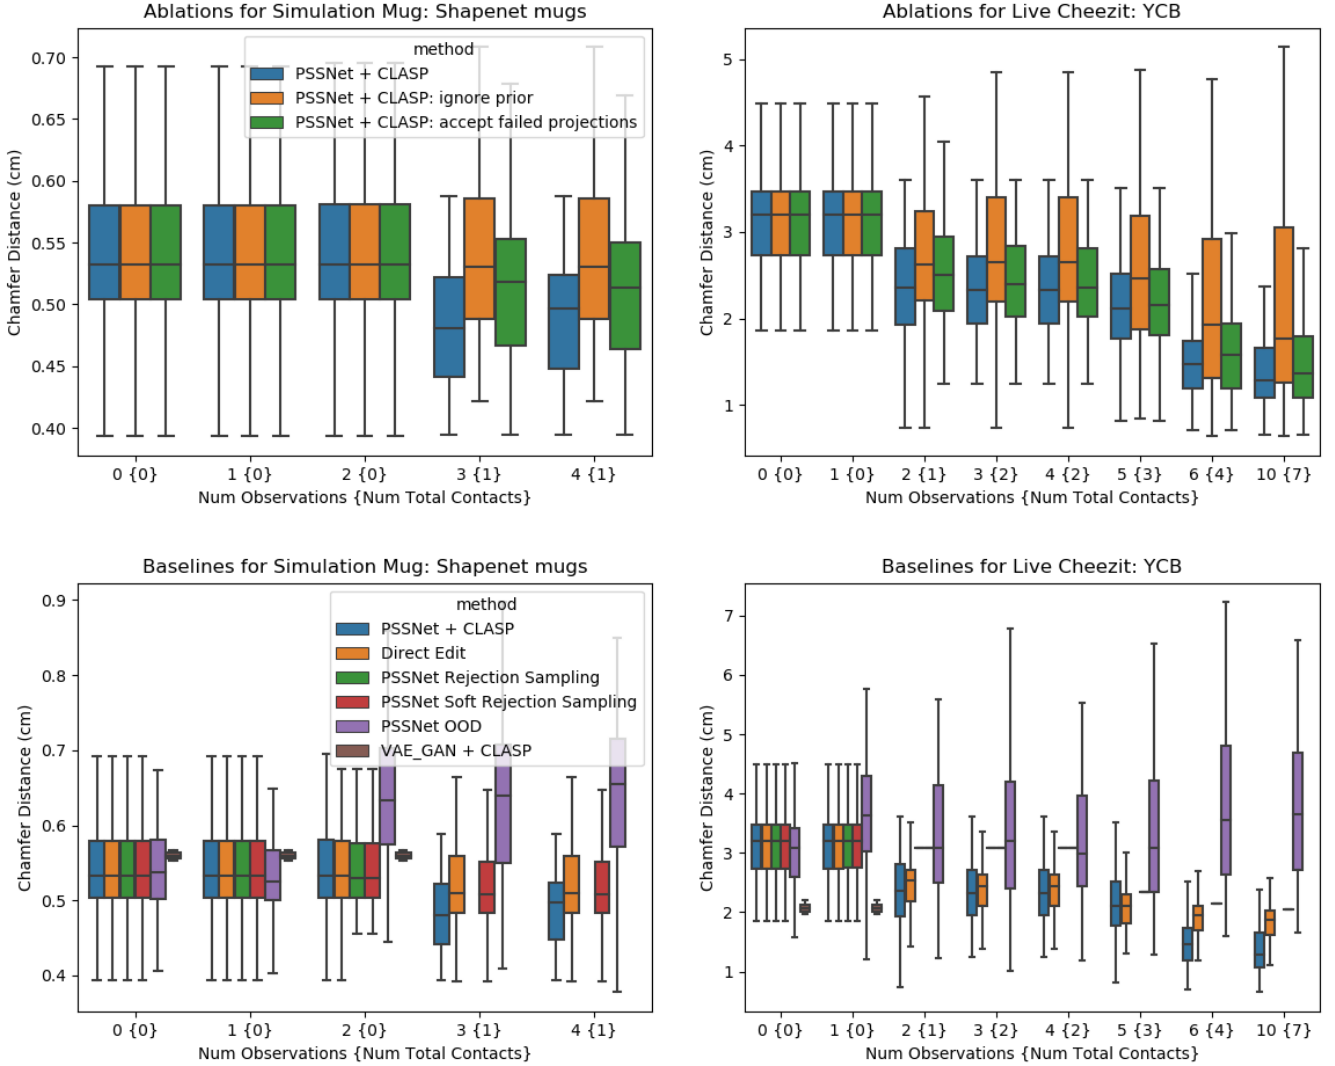 Ablations for Simulation Mug: Shapenet mugs
Chamfer Distance (cm)
0.70
0.65
0.60
0.55
0.50
0.45
0.40
method
PSSNet + CLASP
PSSNet + CLASP: ignore prior
PSSNet + CLASP: accept failed projections
0 {0} 1 {0} 2 {0} 3 {1} 4 {1}
Num Observations {Num Total Contacts}
Ablations for Live Cheezit: YCB
Chamfer Distance (cm)
5
4
3
2
1
0 {0} 1 {0} 2 {1} 3 {2} 4 {2} 5 {3} 6 {4} 10 {7}
Num Observations {Num Total Contacts}
Baselines for Simulation Mug: Shapenet mugs
Chamfer Distance (cm)
0.9
0.8
0.7
0.6
0.5
0.4
method
PSSNet + CLASP
Direct Edit
PSSNet Rejection Sampling
PSSNet Soft Rejection Sampling
PSSNet OOD
VAE_GAN + CLASP
0 {0} 1 {0} 2 {0} 3 {1} 4 {1}
Num Observations {Num Total Contacts}
Baselines for Live Cheezit: YCB
Chamfer Distance (cm)
7
6
5
4
3
2
1
0 {0} 1 {0} 2 {1} 3 {2} 4 {2} 5 {3} 6 {4} 10 {7}
Num Observations {Num Total Contacts}